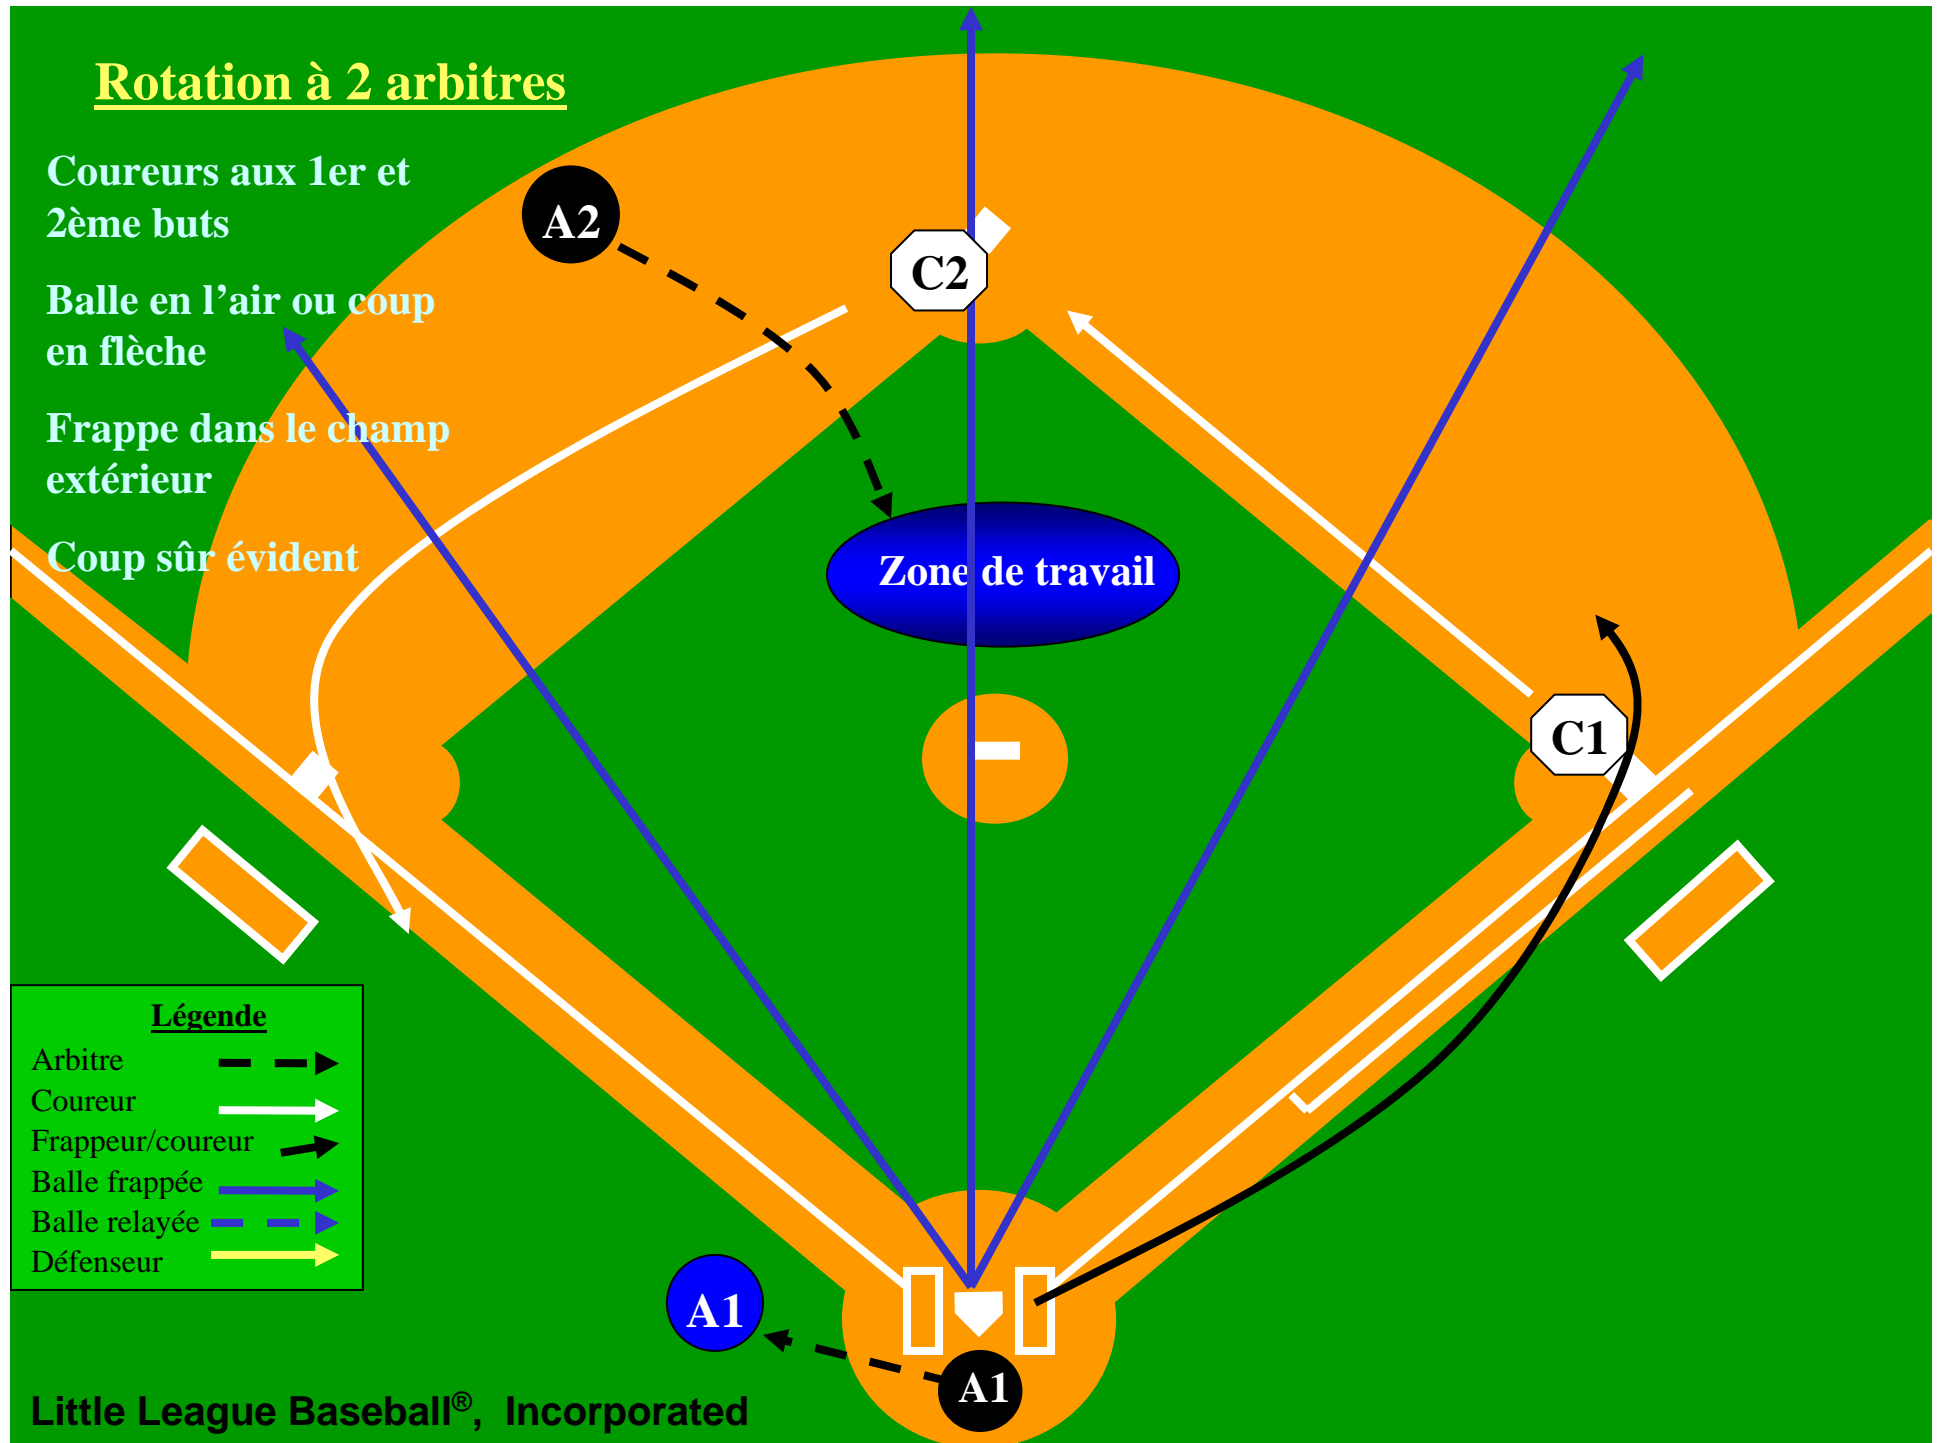 Rotation à 2 arbitres
Coureurs aux 1er et
2ème buts
Balle en l’air ou coup
en flèche
Frappe dans le champ
extérieur
Coup sûr évident
A2
C2
Zone de travail
C1
Légende
Arbitre
Coureur
Frappeur/coureur
Balle frappée
Balle relayée
Défenseur
A1
A1
Little League Baseball®, Incorporated